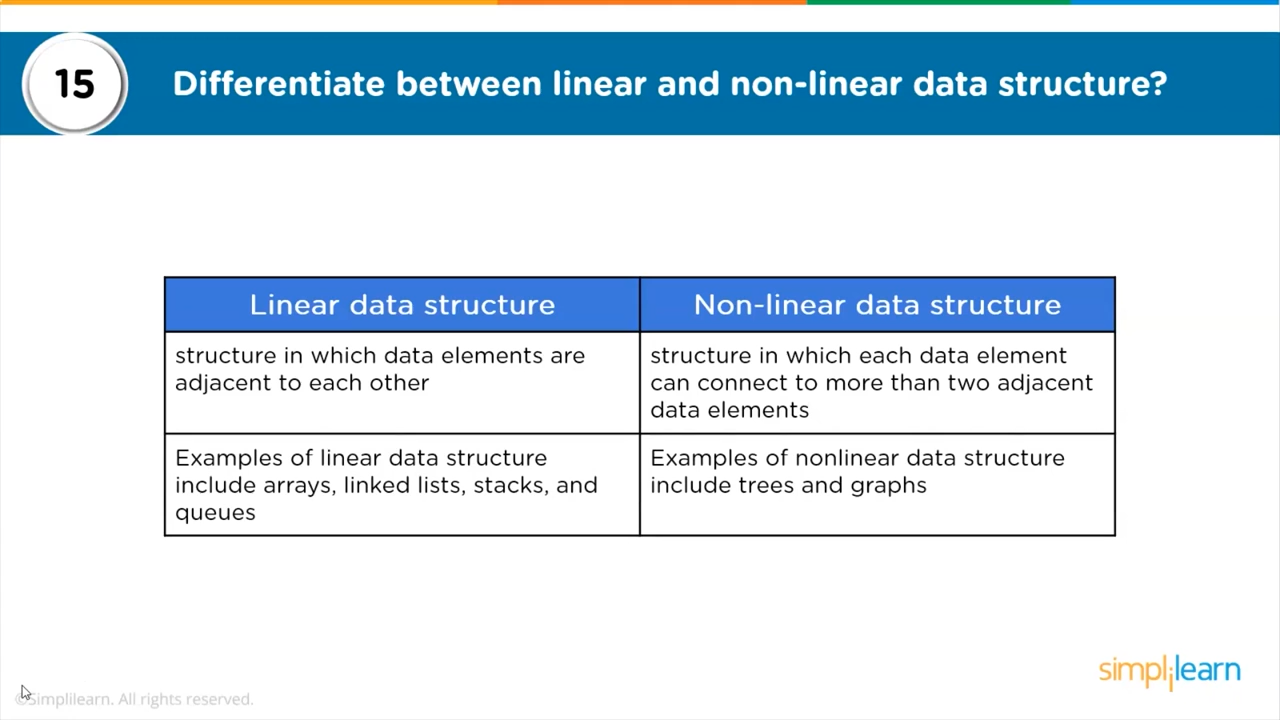 15
Differentiate between linear and non-linear data structure?
Linear data structure
Non-linear data structure
structure in which data elements are
adjacent to each other
structure in which each data element
can connect to more than two adjacent
data elements
Examples of linear data structure
include arrays, linked lists, stacks, and
queues
Examples of nonlinear data structure
include trees and graphs
simplilearn
©Simplilearn. All rights reserved.